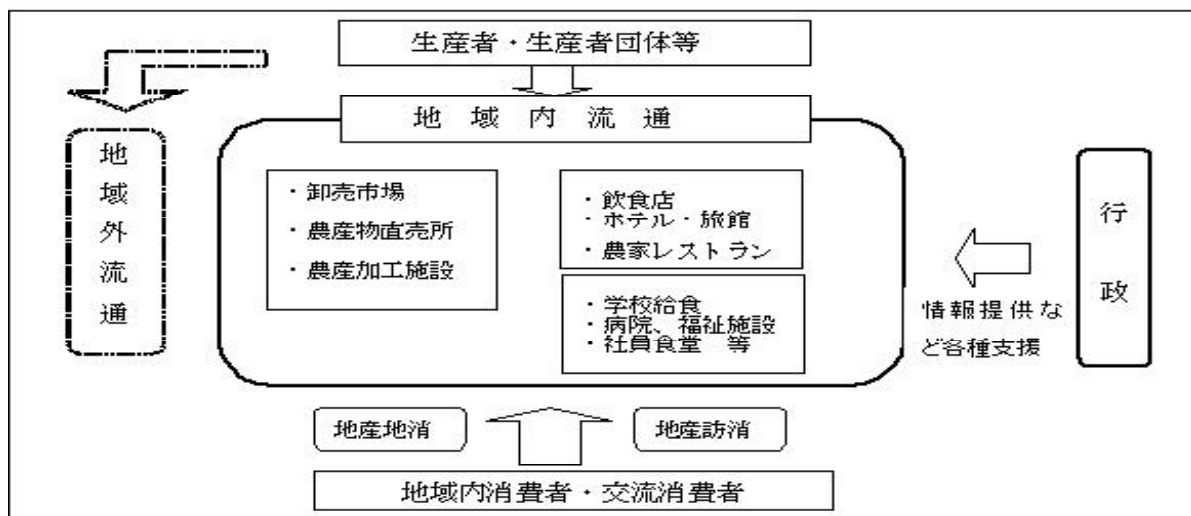 生産者・生産者団体等
地域内流通
地域外流通
・卸売市場
・農産物直売所
・農産加工施設
・飲食店
・ホテル・旅館
・農家レストラン
・学校給食
・病院、福祉施設
・社員食堂　等
行政
情報提供な
ど各種支援
地産地消
地産訪消
地域内消費者・交流消費者